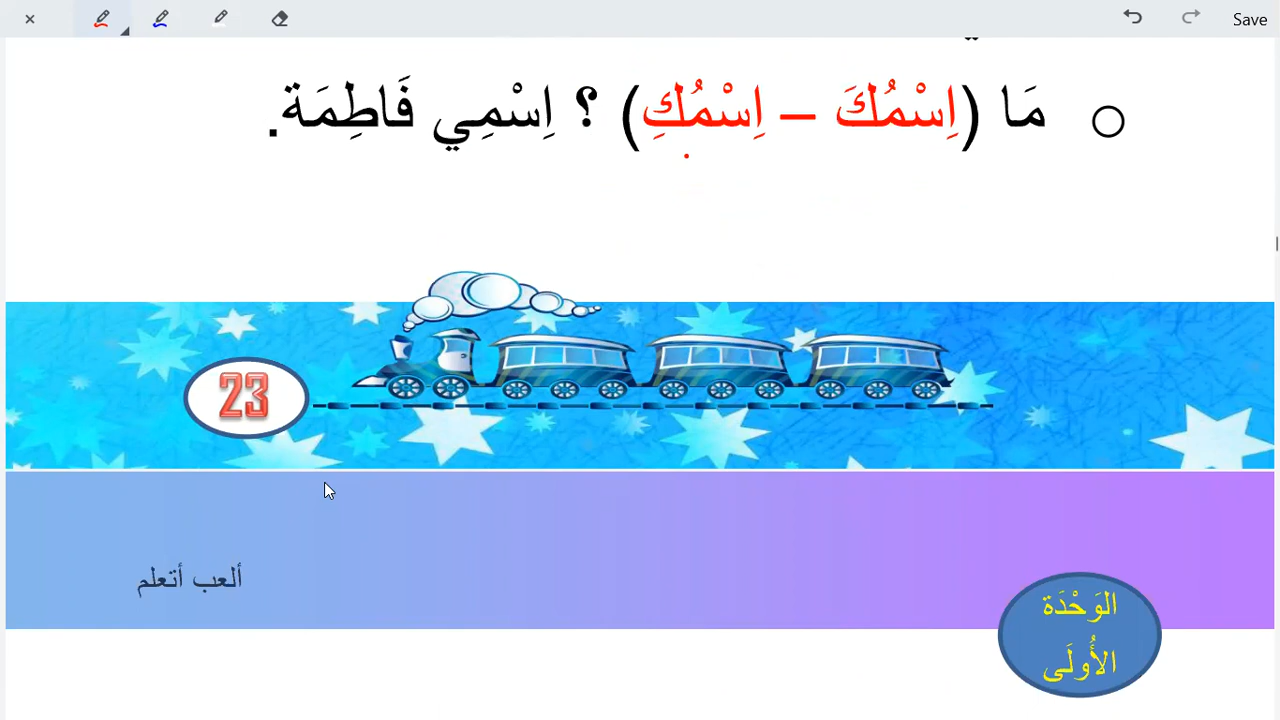 Save
مَا (اِسْمُكَ – اِسْمُكِ) ؟ اِسْمِي فَاطِمَة.
23
ألعب أتعلم
الوَحْدَة
الأُولَى